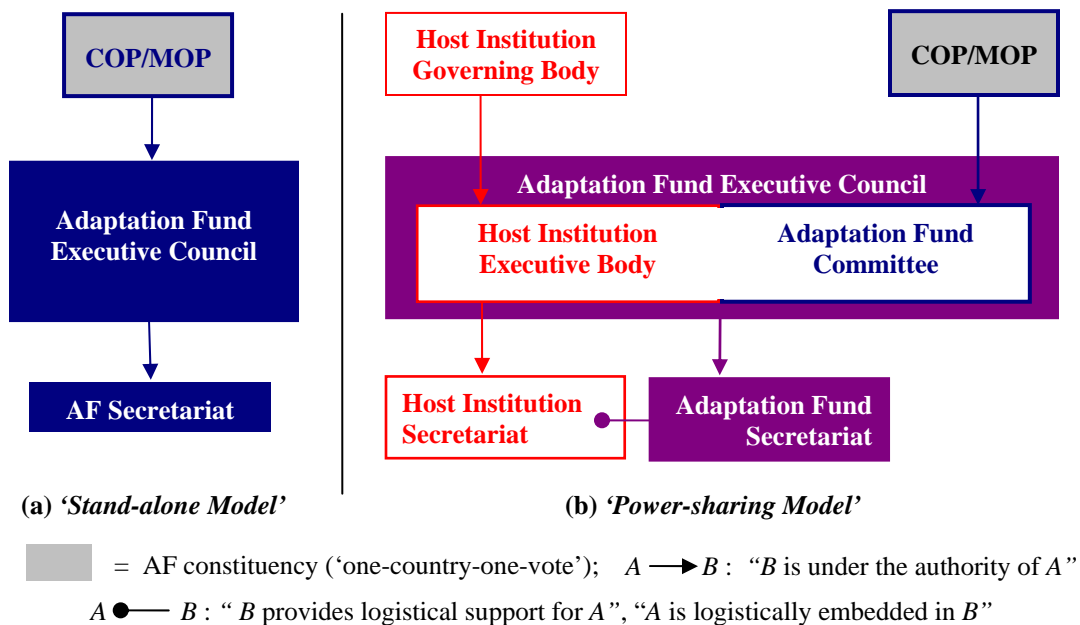 COP/MOP
Adaptation Fund
Executive Council
AF Secretariat
(a) ‘Stand-alone Model’
Host Institution
Governing Body
COP/MOP
Adaptation Fund Executive Council
Host Institution
Executive Body
Adaptation Fund
Committee
Host Institution
Secretariat
Adaptation Fund
Secretariat
(b) ‘Power-sharing Model’
= AF constituency (‘one-country-one-vote’); A → B : “B is under the authority of A”
A ●— B : “ B provides logistical support for A”, “A is logistically embedded in B”